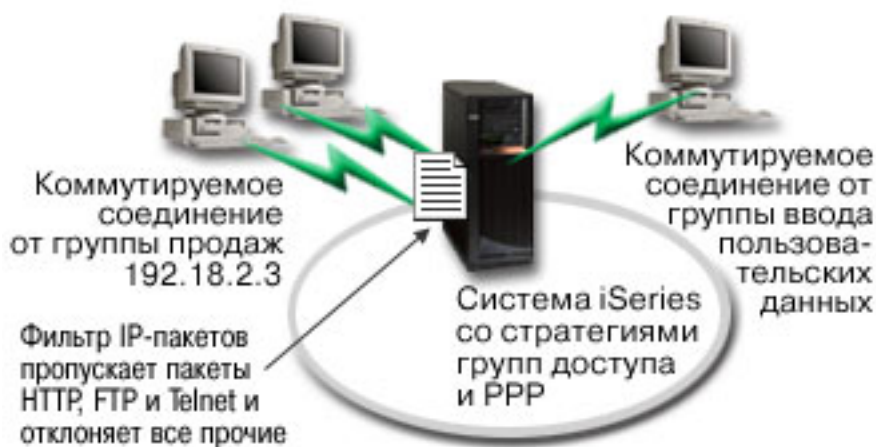 Коммутируемое
соединение
от группы продаж
192.18.2.3
Коммутируемое
соединение от
группы ввода
пользова-
тельских
данных
Система iSeries
со стратегиями
групп доступа
и PPP
Фильтр IP-пакетов
пропускает пакеты
HTTP, FTP и Telnet и
отклоняет все прочие